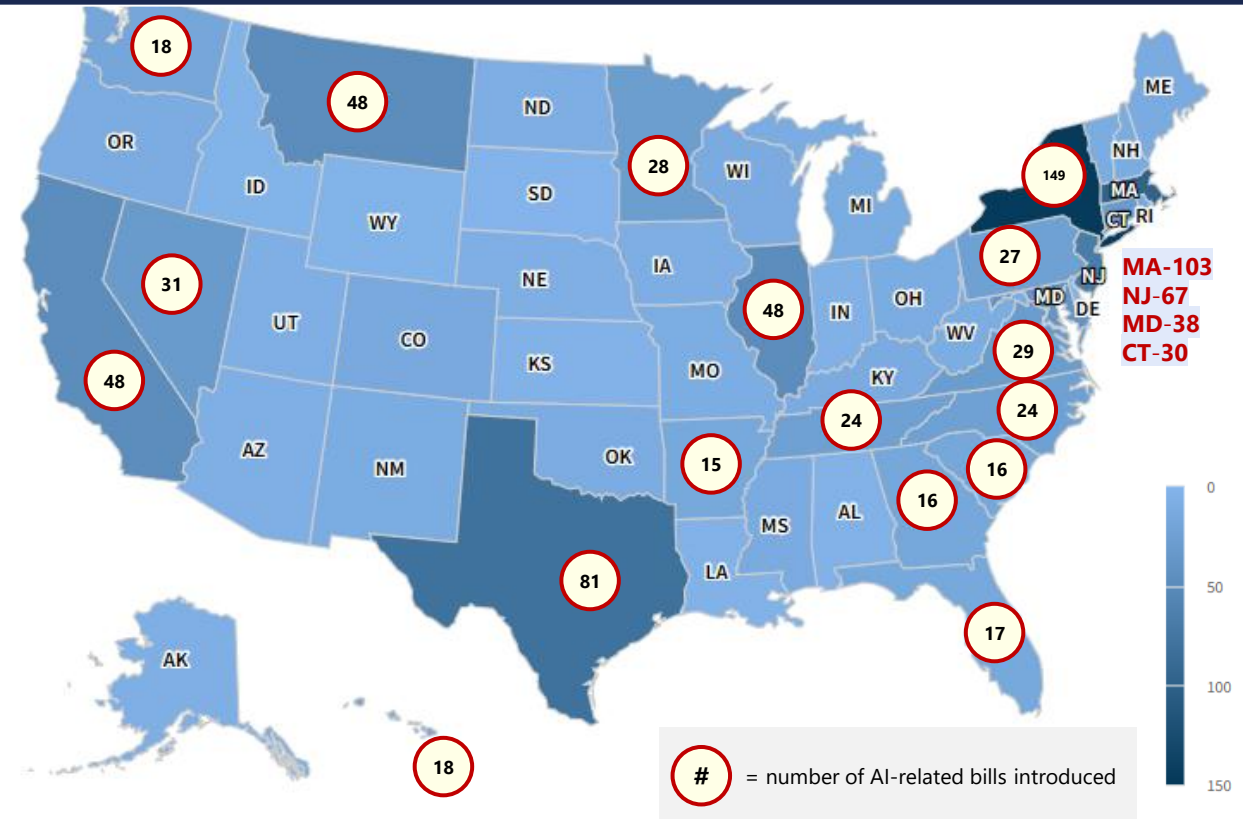 18
48
ND
ME
OR
28
WI
149
NH
ID
SD
MA
WY
MI
CT RI
NE
IA
27
31
NJ
MA-103
NJ-67
MD-38
CT-30
UT
CO
48
IN
OH
MD
DE
WV
KS
MO
29
48
KY
24
24
AZ
NM
OK
15
16
16
MS
AL
LA
81
17
AK
18
0
50
100
150
# = number of AI-related bills introduced